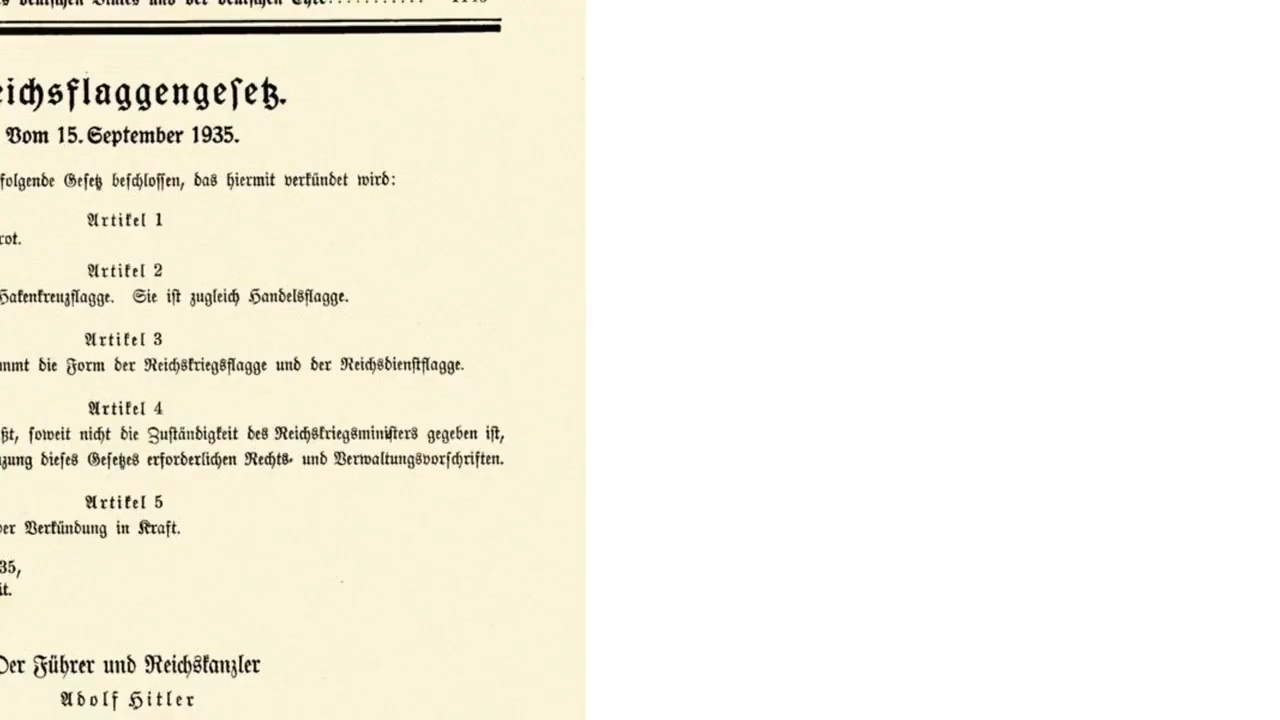 deutschen Blutes und der deutschen Ehre
eichsflaggengesetz.
Vom 15. September 1935.
folgende Gesetz beschlossen, das hiermit verkündet wird:
Artikel 1
rot.
Artikel 2
Hakenkreuzflagge. Sie ist zugleich Handelsflagge.
Artikel 3
mmt die Form der Reichskriegsflagge und der Reichsdienstflagge.
Artikel 4
ßt, soweit nicht die Zuständigkeit des Reichskriegsministers gegeben ist,
zung dieses Gesetzes erforderlichen Rechts- und Verwaltungsvorschriften.
Artikel 5
der Verkündung in Kraft.
35,
it.
Der Führer und Reichskanzler
Adolf Hitler